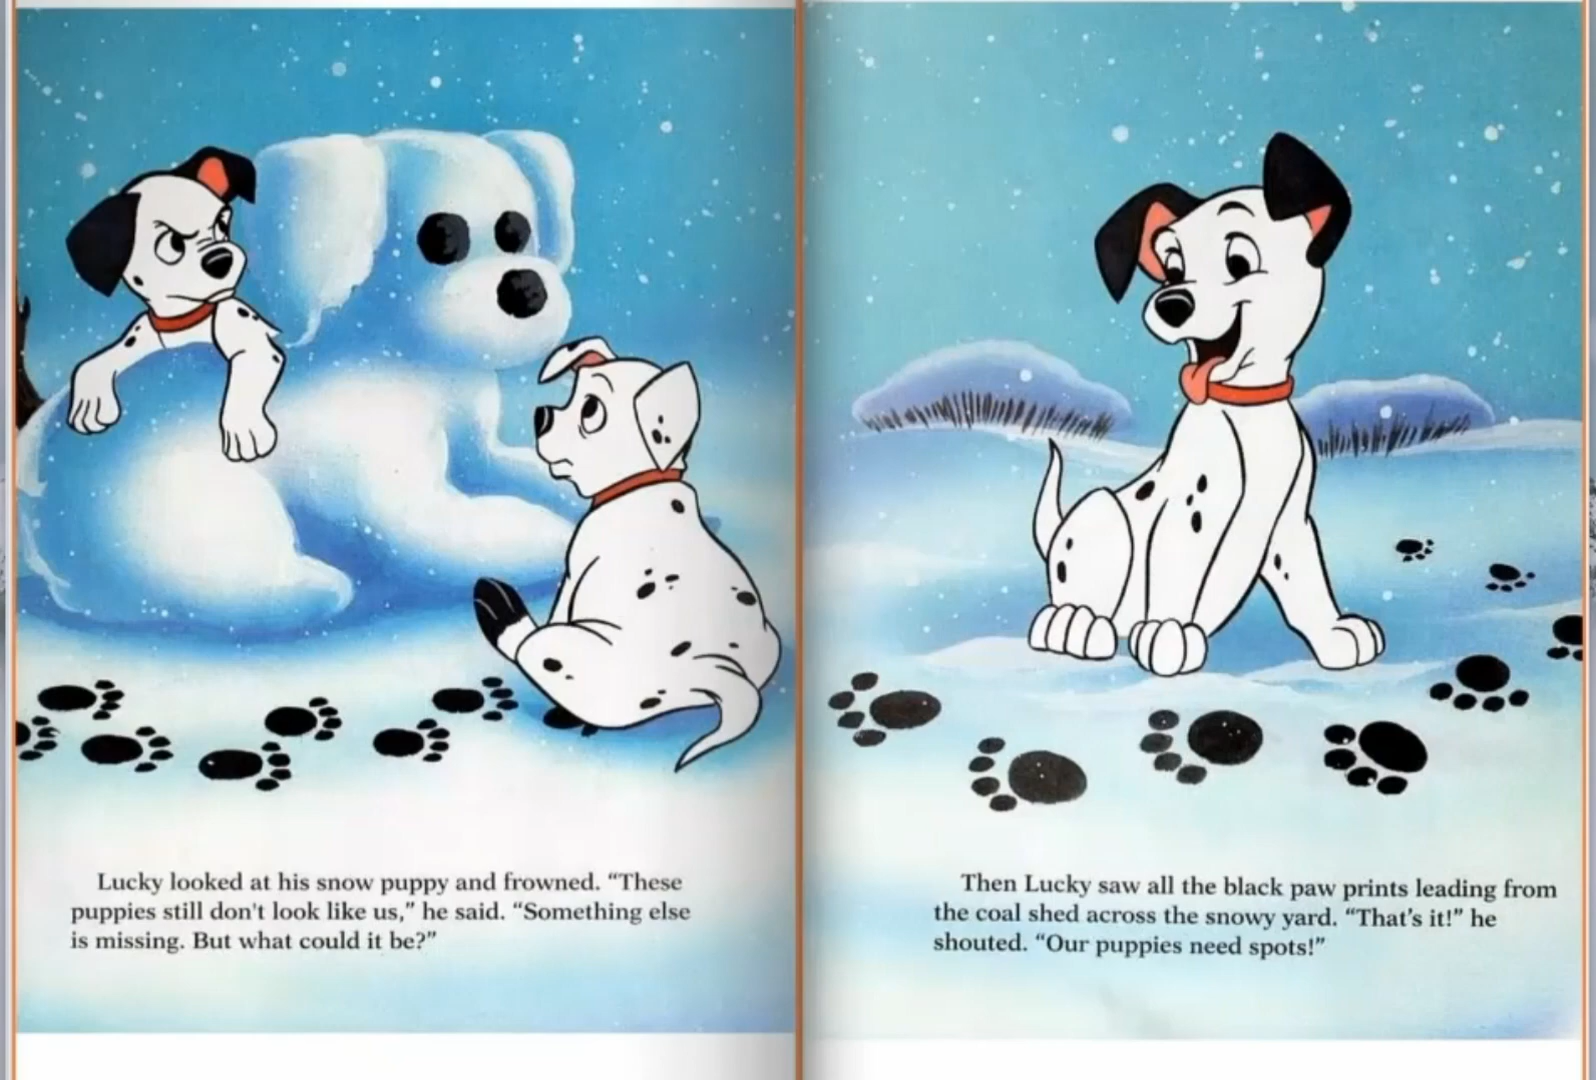 Lucky looked at his snow puppy and frowned. “These
puppies still don't look like us,” he said. “Something else
is missing. But what could it be?”
Then Lucky saw all the black paw prints leading from
the coal shed across the snowy yard. “That’s it!” he
shouted. “Our puppies need spots!”